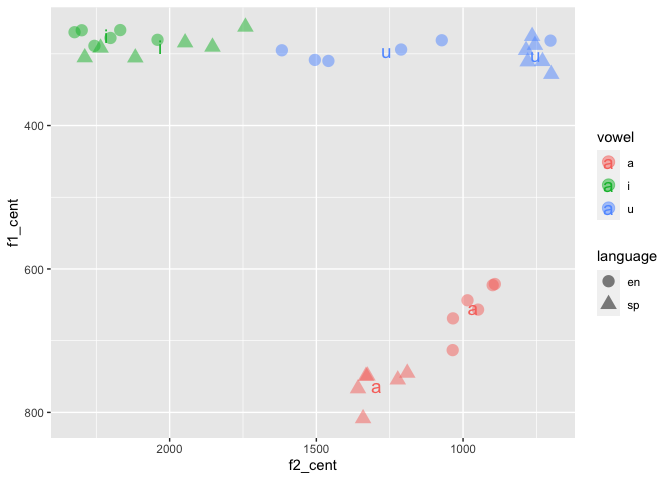 i
i
u
u
400
vowel
a a
a i
a u
f1_cent
600
language
en
sp
a
a
800
2000 1500 1000
f2_cent